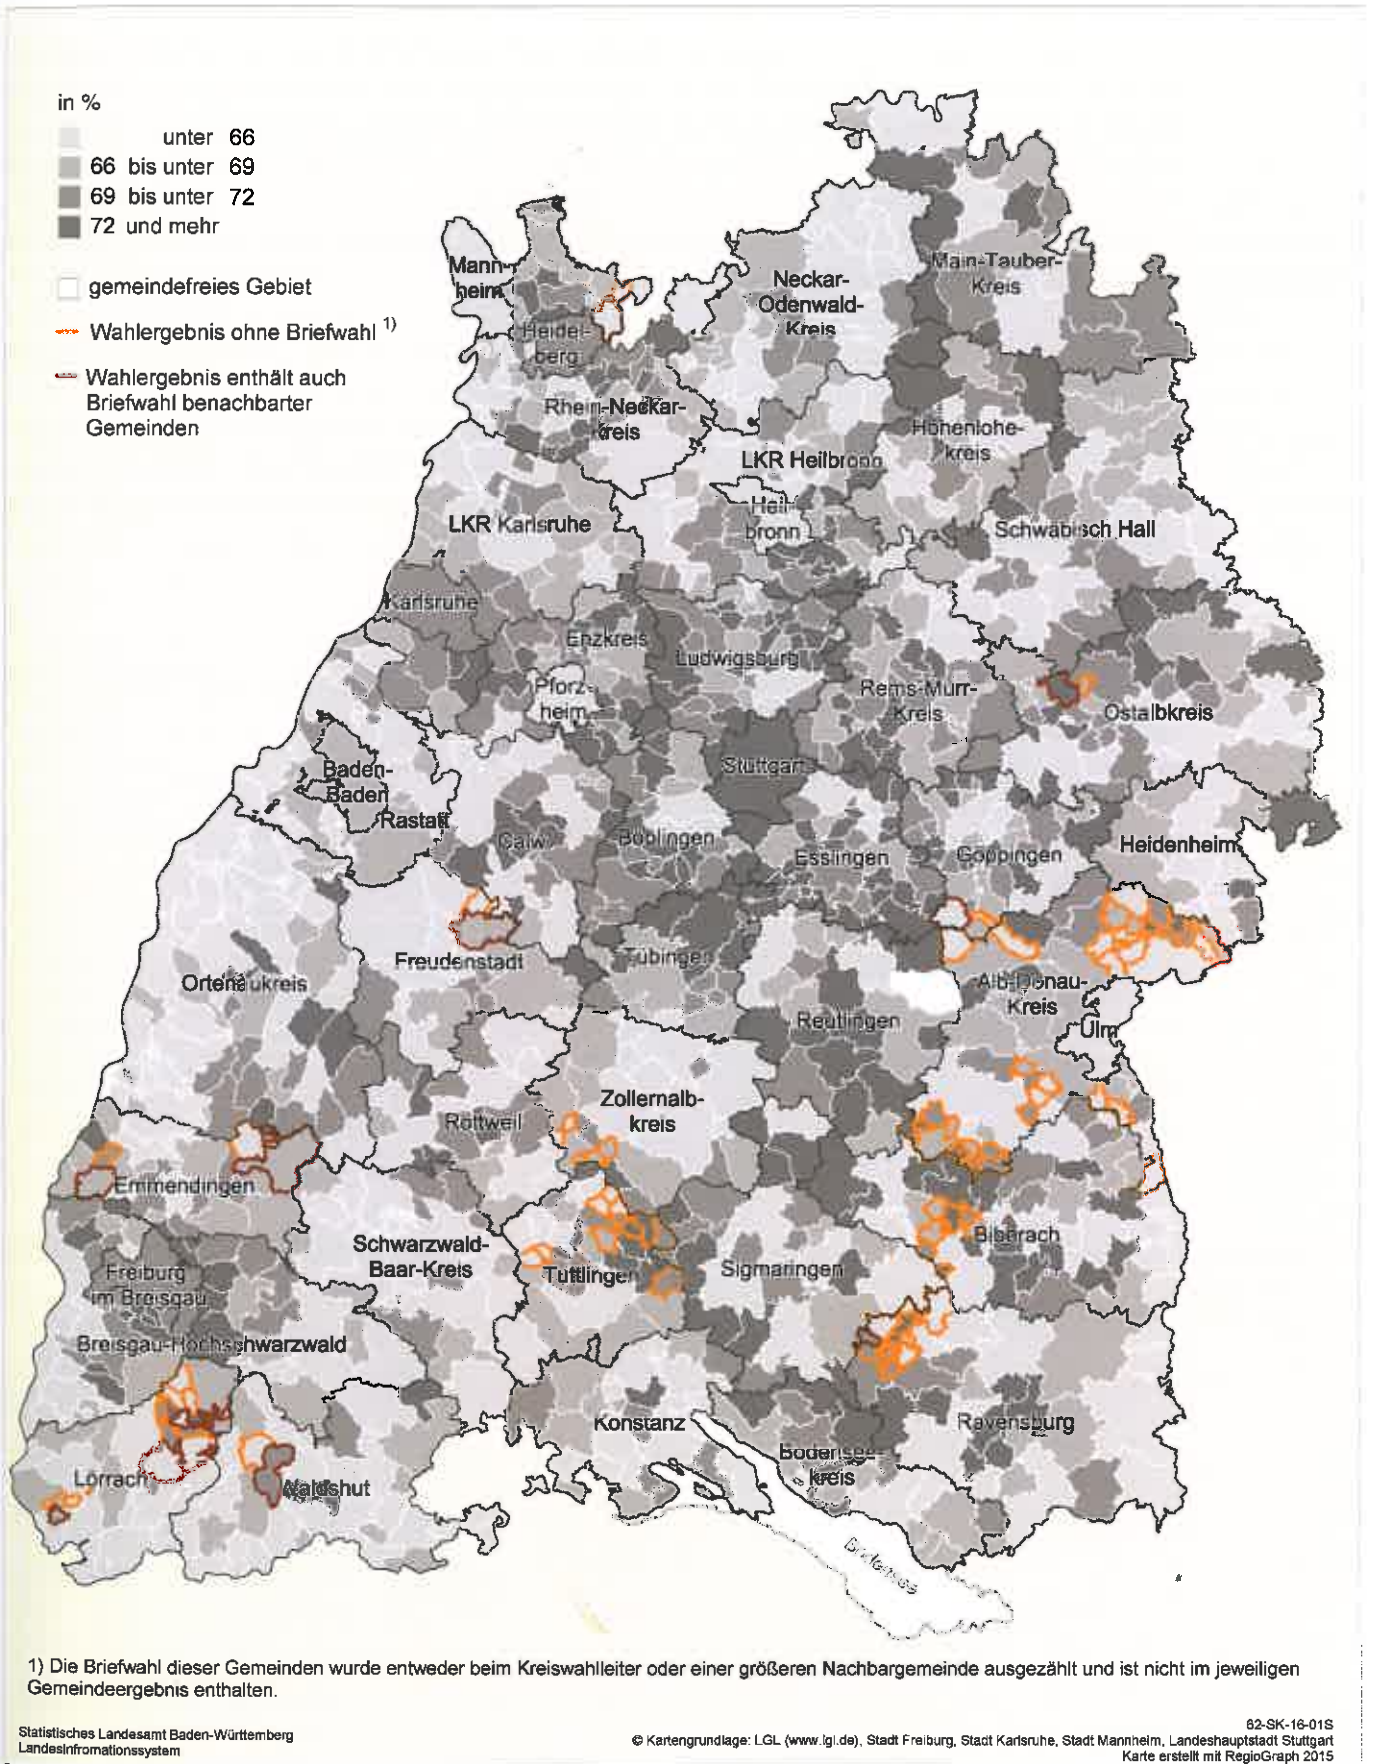 in %
unter 66
66 bis unter 69
69 bis unter 72
72 und mehr
gemeindefreies Gebiet
Wahlergebnis ohne Briefwahl 1)
Wahlergebnis enthält auch
Briefwahl benachbarter
Gemeinden
Mann-
heim
Heidel-
berg
Neckar-
Odenwald-
Kreis
Main-Tauber-
Kreis
Rhein-Neckar-
kreis
Hohenlohe-
kreis
LKR Heilbronn
Heil-
bronn
LKR Karlsruhe
Schwäbisch Hall
Karlsruhe
Enzkreis
Ludwigsburg
Pforz-
heim
Rems-Murr-
Kreis
Ostalbkreis
Stuttgart
Baden-
Baden
Rastatt
Calw
Böblingen
Esslingen
Göppingen
Heidenheim
Freudenstadt
Tübingen
Ortenaukreis
Alb-Donau-
Kreis
Reutlingen
Ulm
Zollernalb-
kreis
Rottweil
Emmendingen
Schwarzwald-
Baar-Kreis
Biberach
Freiburg
im Breisgau
Tuttlingen
Sigmaringen
Breisgau-Hochschwarzwald
Konstanz
Ravensburg
Bodensee-
kreis
Lörrach
Waldshut
Bodensee
1) Die Briefwahl dieser Gemeinden wurde entweder beim Kreiswahlleiter oder einer größeren Nachbargemeinde ausgezählt und ist nicht im jeweiligen
Gemeindeergebnis enthalten.
Statistisches Landesamt Baden-Württemberg
Landesinfromationssystem
62-SK-16-01S
© Kartengrundlage: LGL (www.lgl.de), Stadt Freiburg, Stadt Karlsruhe, Stadt Mannheim, Landeshauptstadt Stuttgart
Karte erstellt mit RegioGraph 2015